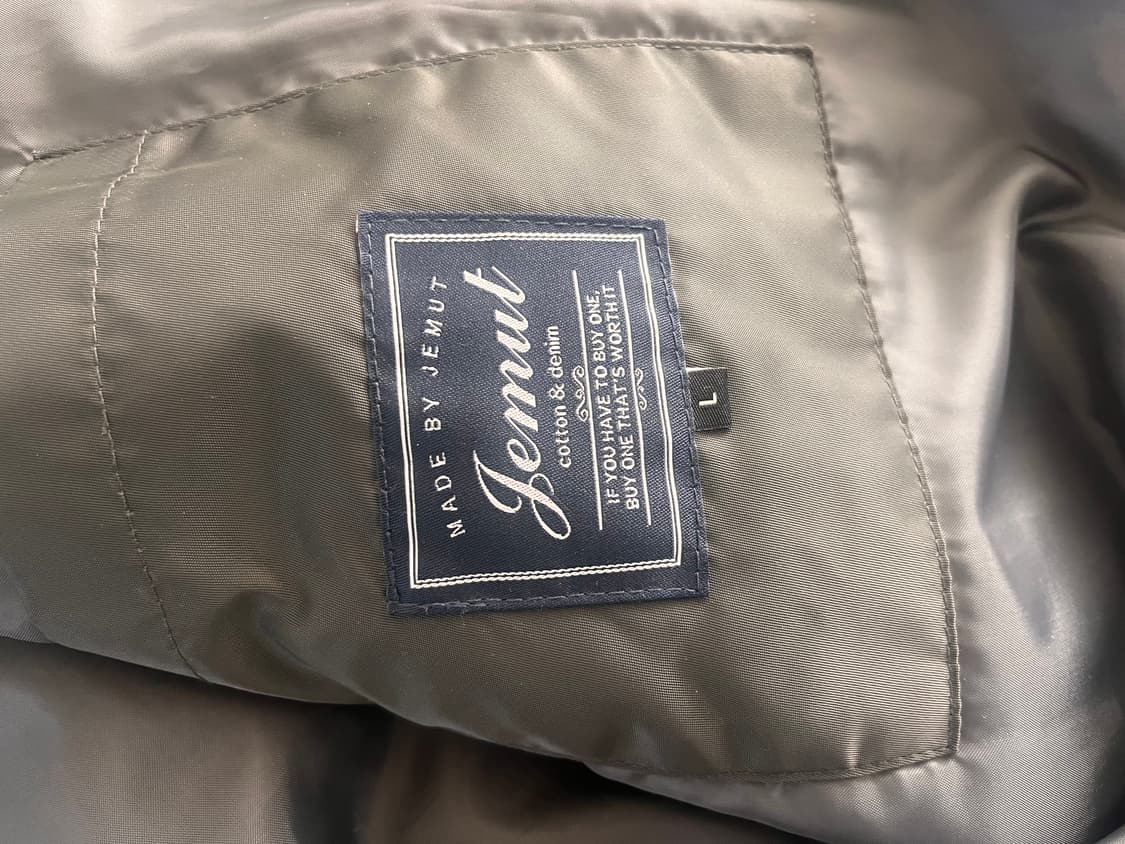 MADE BY JEMUT
Jemut
cotton & denim
IF YOU HAVE TO BUY ONE,
BUY ONE THAT'S WORTH IT
L